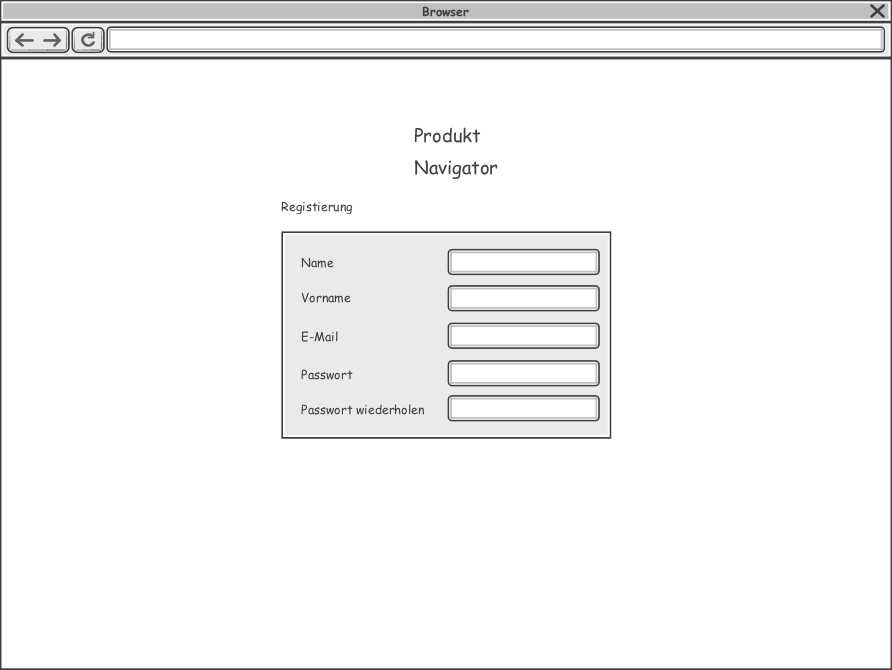 Browser
Produkt
Navigator
Registierung
Name
Vorname
E-Mail
Passwort
Passwort wiederholen